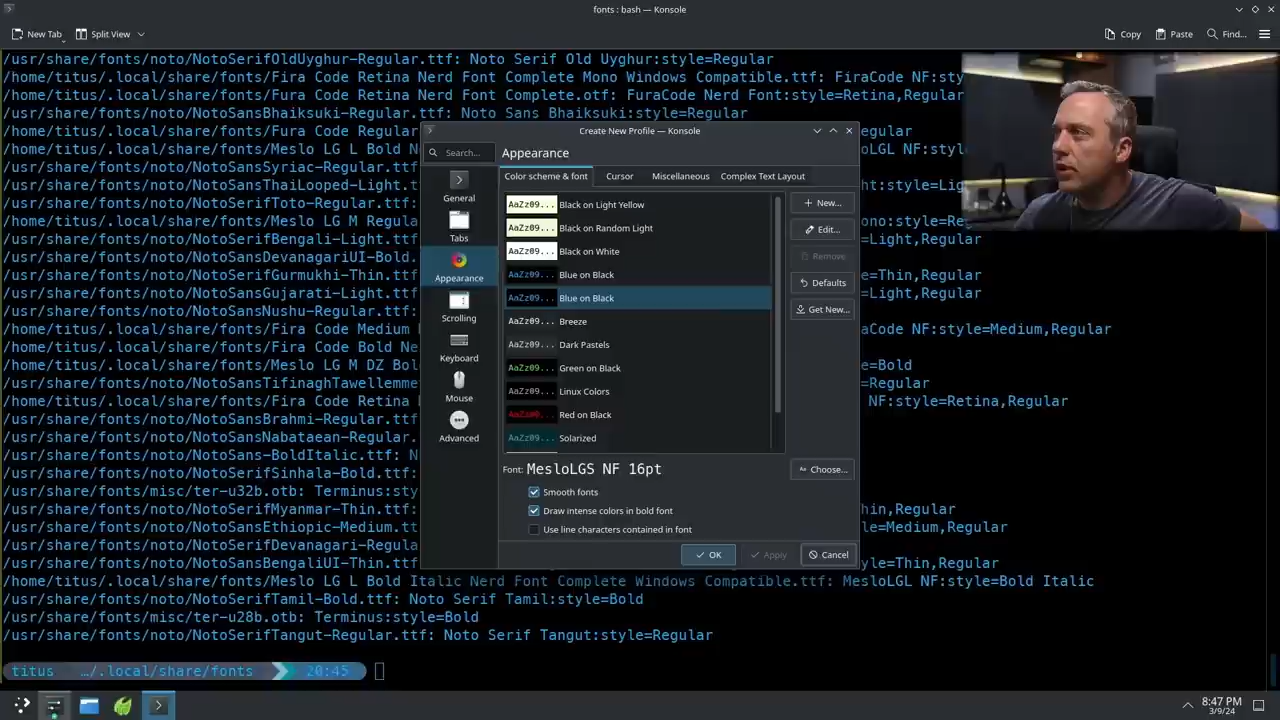 fonts : bash — Konsole
New Tab Split View Copy Paste Find...
/usr/share/fonts/noto/NotoSerifOldUyghur-Regular.ttf: Noto Serif Old Uyghur:style=Regular
/home/titus/.local/share/fonts/Fira Code Retina Nerd Font Complete Mono Windows Compatible.ttf: FiraCode NF:sty
/home/titus/.local/share/fonts/Fira Code Retina Nerd Font Complete.otf: FuraCode Nerd Font:style=Retina,Regular
/usr/share/fonts/noto/NotoSansBhaiksuki-Regular.ttf: Noto Sans Bhaiksuki:style=Regular
/home/titus/.local/share/fonts/Fura Code Regular
/home/titus/.local/share/fonts/Meslo LG L Bold N
/usr/share/fonts/noto/NotoSansSyriac-Regular.ttf
/usr/share/fonts/noto/NotoSansThaiLooped-Light.
/usr/share/fonts/noto/NotoSerifToto-Regular.ttf:
/home/titus/.local/share/fonts/Meslo LG M Regula
/usr/share/fonts/noto/NotoSerifBengali-Light.ttf
/usr/share/fonts/noto/NotoSansDevanagariUI-Bold.
/usr/share/fonts/noto/NotoSerifGurmukhi-Thin.ttf
/usr/share/fonts/noto/NotoSansGujarati-Light.ttf
/usr/share/fonts/noto/NotoSansNushu-Regular.ttf:
/home/titus/.local/share/fonts/Fira Code Medium aCode NF:style=Medium,Regular
/home/titus/.local/share/fonts/Fira Code Bold Ne
/home/titus/.local/share/fonts/Meslo LG M DZ Bol =Bold
/usr/share/fonts/noto/NotoSansTifinaghTawellemme =Regular
/home/titus/.local/share/fonts/Fira Code Retina NF:style=Retina,Regular
/usr/share/fonts/noto/NotoSansBrahmi-Regular.ttf
/usr/share/fonts/noto/NotoSansNabataean-Regular.
/usr/share/fonts/noto/NotoSans-BoldItalic.ttf: N
/usr/share/fonts/noto/NotoSerifSinhala-Bold.ttf:
/usr/share/fonts/misc/ter-u32b.otb: Terminus:sty
/usr/share/fonts/noto/NotoSerifMyanmar-Thin.ttf: hin,Regular
/usr/share/fonts/noto/NotoSansEthiopic-Medium.tt =Medium,Regular
/usr/share/fonts/noto/NotoSerifDevanagari-Regula
/usr/share/fonts/noto/NotoSansBengaliUI-Thin.ttf =Thin,Regular
/home/titus/.local/share/fonts/Meslo LG L Bold Italic Nerd Font Complete Windows Compatible.ttf: MesloLGL NF:style=Bold Italic
/usr/share/fonts/noto/NotoSerifTamil-Bold.ttf: Noto Serif Tamil:style=Bold
/usr/share/fonts/misc/ter-u28b.otb: Terminus:style=Bold
/usr/share/fonts/noto/NotoSerifTangut-Regular.ttf: Noto Serif Tangut:style=Regular
titus …/.local/share/fonts 20:45
Create New Profile — Konsole
Search...
General
Tabs
Appearance
Scrolling
Keyboard
Mouse
Advanced
Appearance
Color scheme & font Cursor Miscellaneous Complex Text Layout
AaZz09... Black on Light Yellow
AaZz09... Black on Random Light
AaZz09... Black on White
AaZz09... Blue on Black
AaZz09... Blue on Black
AaZz09... Breeze
AaZz09... Dark Pastels
AaZz09... Green on Black
AaZz09... Linux Colors
AaZz09... Red on Black
AaZz09... Solarized
New...
Edit...
Remove
Defaults
Get New...
Font: MesloLGS NF 16pt
Aa Choose...
Smooth fonts
Draw intense colors in bold font
Use line characters contained in font
OK Apply Cancel
8:47 PM
3/9/24